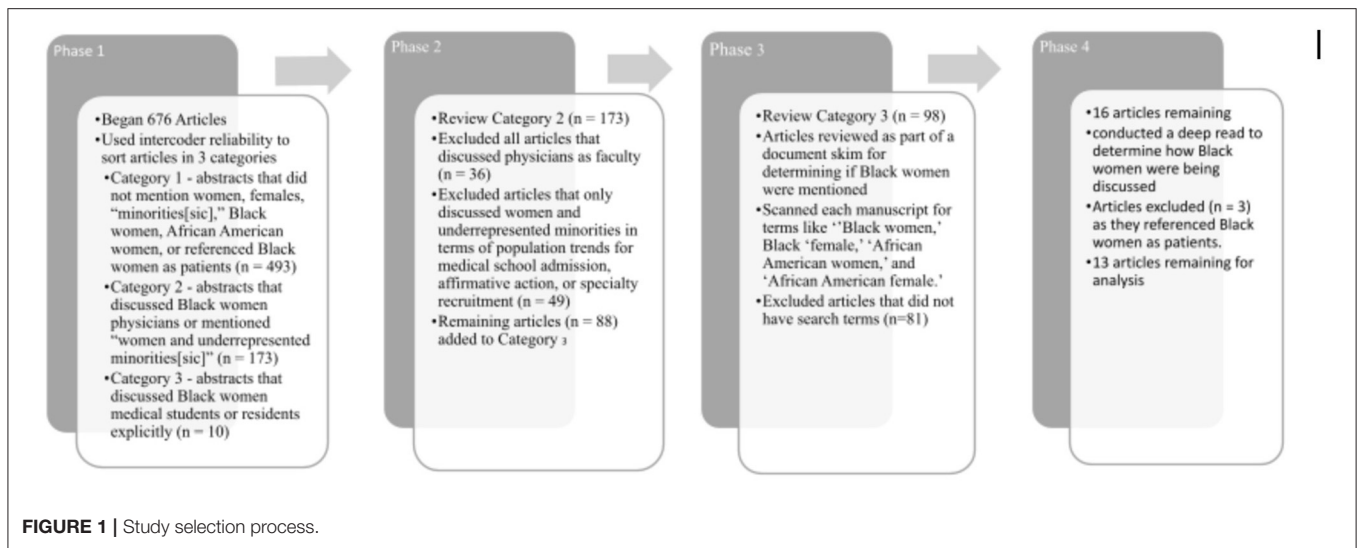 Phase 1
•Began 676 Articles
•Used intercoder reliability to
sort articles in 3 categories
•Category 1 - abstracts that did
not mention women, females,
“minorities[sic],” Black
women, African American
women, or referenced Black
women as patients (n = 493)
•Category 2 - abstracts that
discussed Black women
physicians or mentioned
“women and underrepresented
minorities[sic]” (n = 173)
•Category 3 - abstracts that
discussed Black women
medical students or residents
explicitly (n = 10)
Phase 2
•Review Category 2 (n = 173)
•Excluded all articles that
discussed physicians as faculty
(n = 36)
•Excluded articles that only
discussed women and
underrepresented minorities in
terms of population trends for
medical school admission,
affirmative action, or specialty
recruitment (n = 49)
•Remaining articles (n = 88)
added to Category 3
Phase 3
•Review Category 3 (n = 98)
•Articles reviewed as part of a
document skim for
determining if Black women
were mentioned
•Scanned each manuscript for
terms like ‘'Black women,’
Black ‘female,’ ‘African
American women,’ and
‘African American female.’
•Excluded articles that did not
have search terms (n=81)
Phase 4
•16 articles remaining
•conducted a deep read to
determine how Black
women were being
discussed
•Articles excluded (n = 3)
as they referenced Black
women as patients.
•13 articles remaining for
analysis
FIGURE 1 | Study selection process.